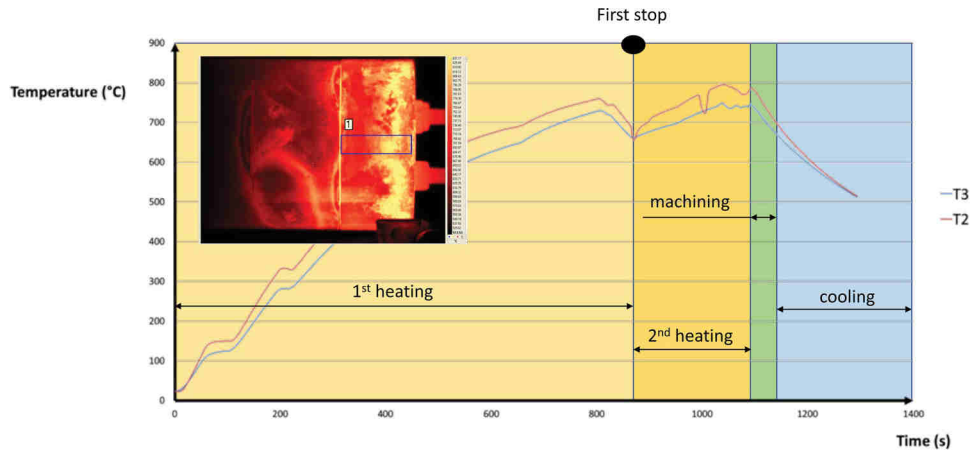 First stop
Temperature (°C)
900
800
700
600
500
400
300
200
100
0
1
machining
1st heating
cooling
2nd heating
T3
T2
0
200
400
600
800
1000
1200
1400
Time (s)